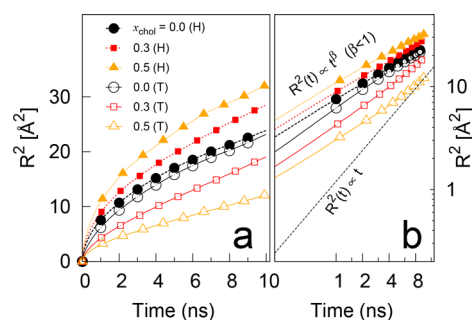 x_chol = 0.0 (H)
0.3 (H)
0.5 (H)
0.0 (T)
0.3 (T)
0.5 (T)
R² [Å²]
30
20
10
0
0 2 4 6 8 10
Time (ns)
a
R²(t) ∝ t^β (β<1)
R²(t) ∝ t
b
1 2 4 6 8
Time (ns)
10
1
R² [Å²]